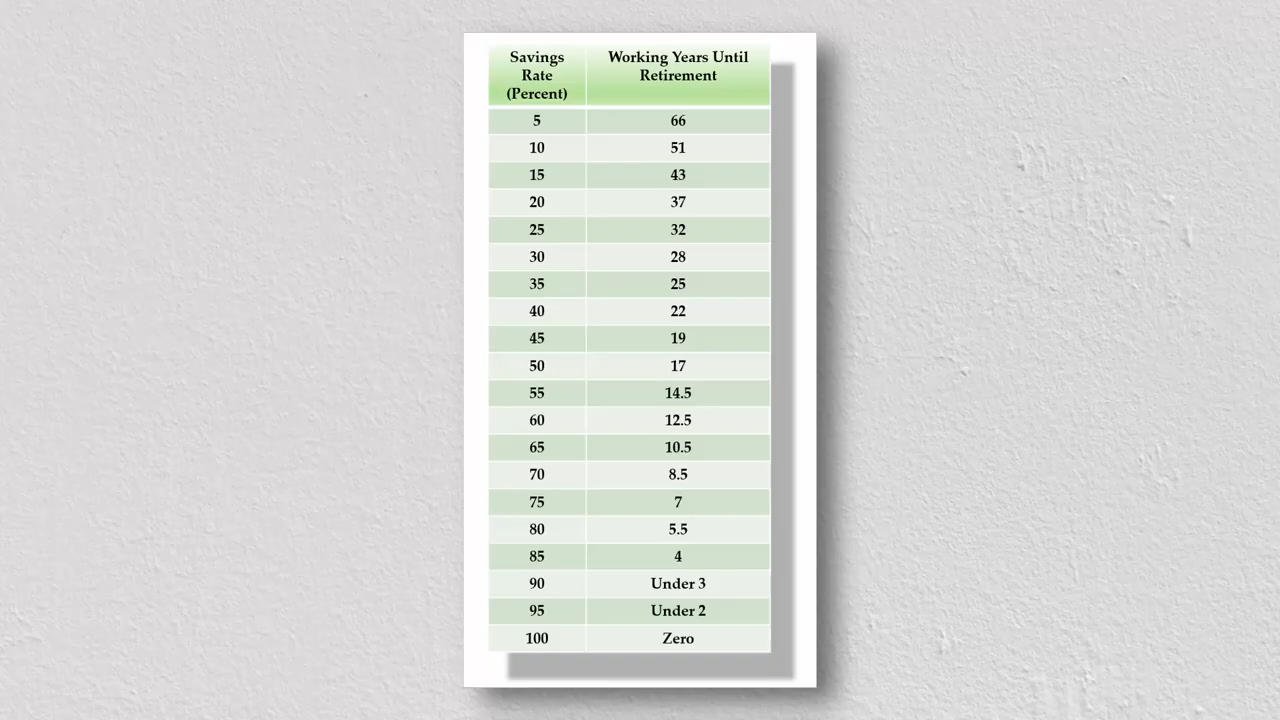 Savings
Rate
(Percent)
Working Years Until
Retirement
5 66
10 51
15 43
20 37
25 32
30 28
35 25
40 22
45 19
50 17
55 14.5
60 12.5
65 10.5
70 8.5
75 7
80 5.5
85 4
90 Under 3
95 Under 2
100 Zero